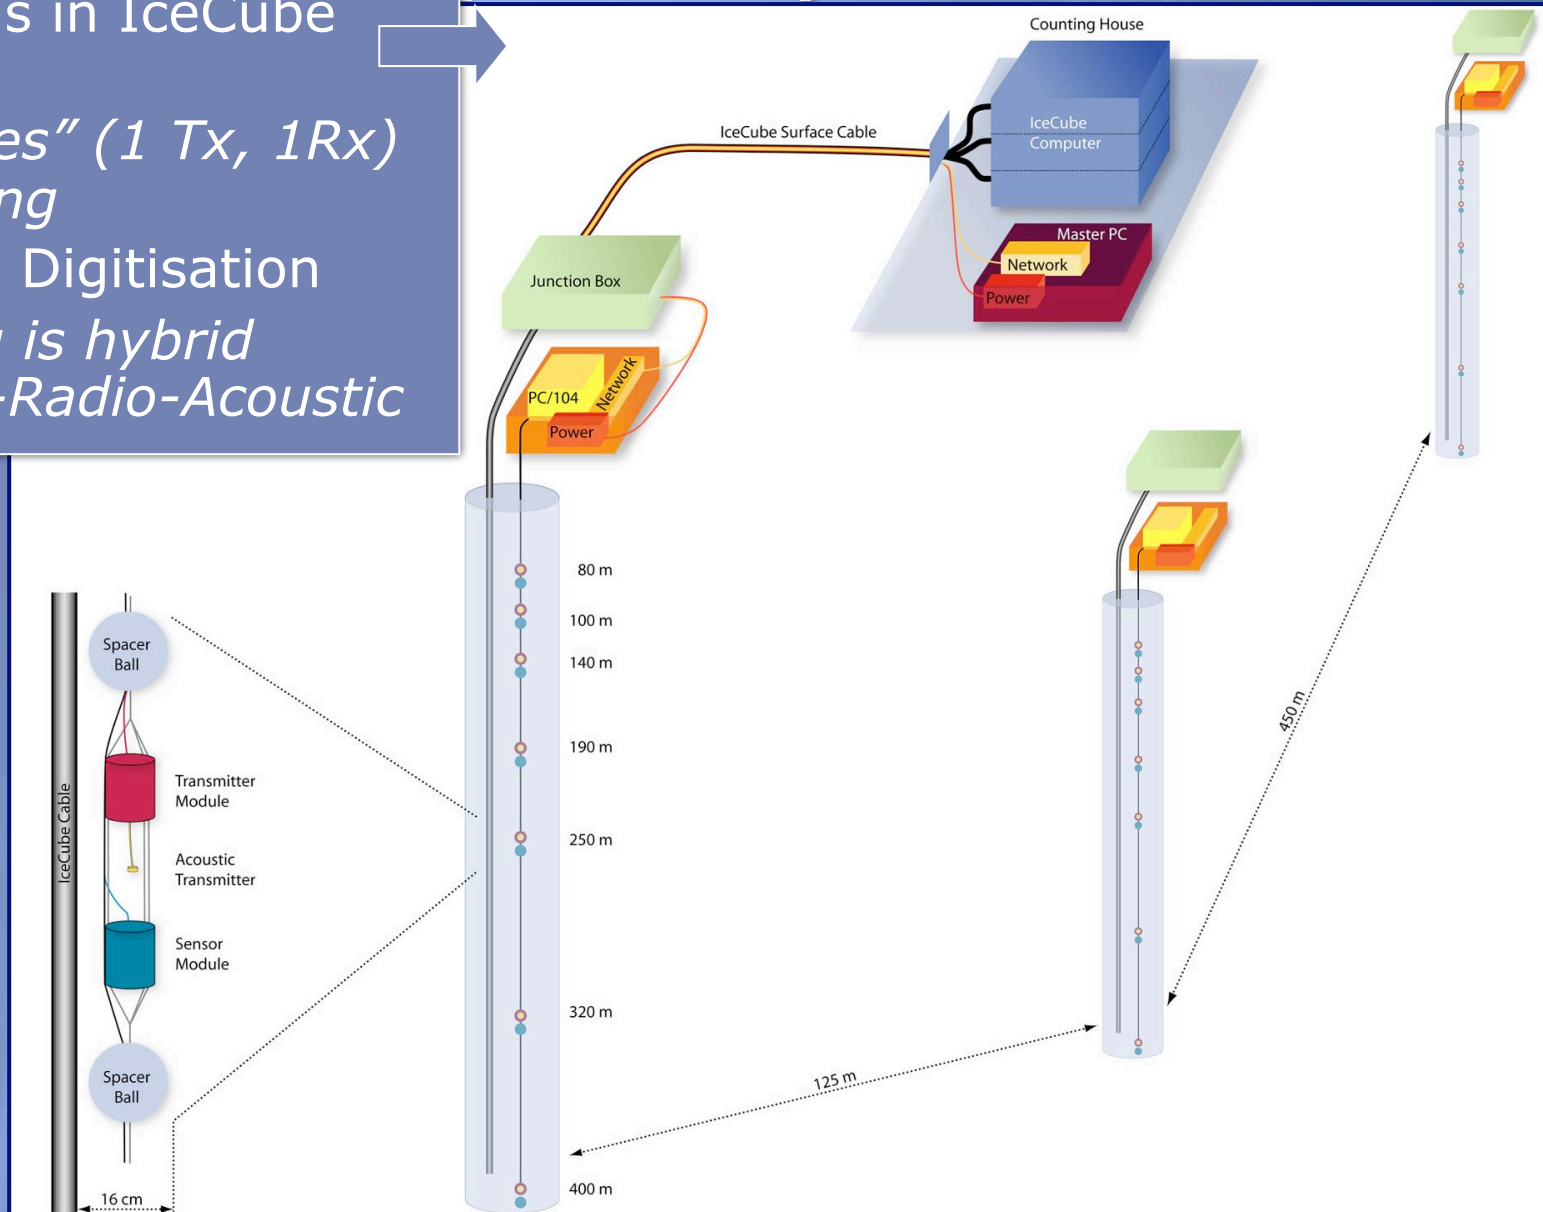 s in IceCube
es” (1 Tx, 1Rx)
ng
Digitisation
is hybrid
-Radio-Acoustic
Counting House
IceCube Surface Cable
IceCube
Computer
Master PC
Network
Power
Junction Box
PC/104
Network
Power
80 m
100 m
140 m
190 m
250 m
320 m
400 m
Spacer
Ball
IceCube Cable
Transmitter
Module
Acoustic
Transmitter
Sensor
Module
Spacer
Ball
16 cm
125 m
450 m